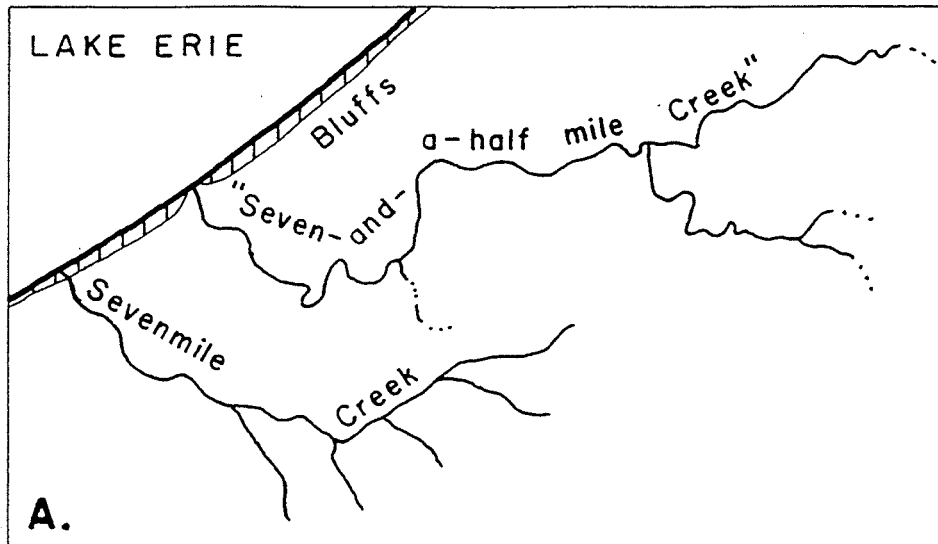 LAKE ERIE
Bluffs
"Seven-and-a-half mile Creek"
Sevenmile Creek
A.